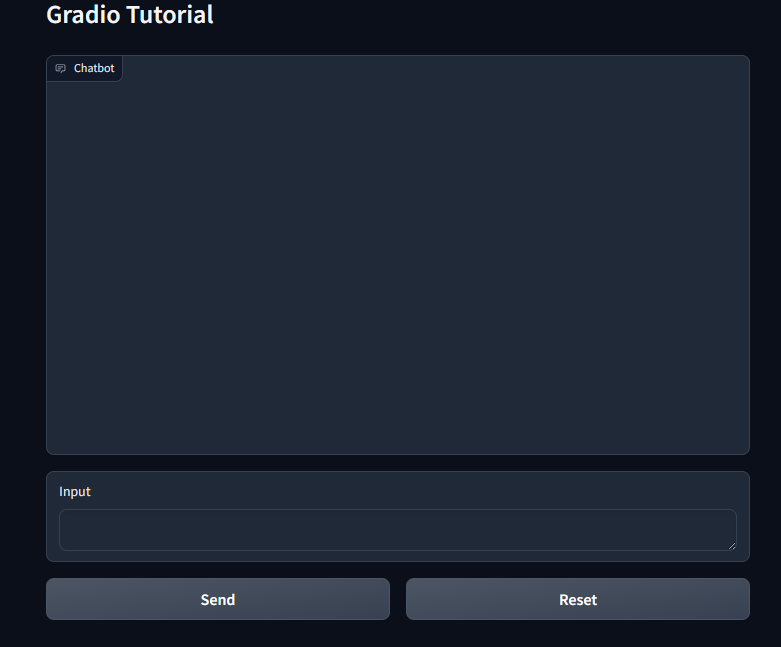 Gradio Tutorial
Chatbot
Input
Send
Reset